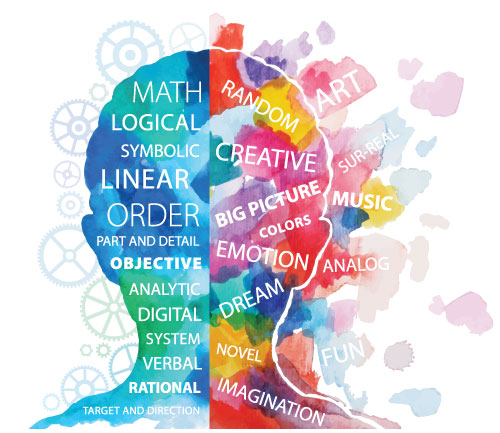 MATH
LOGICAL
SYMBOLIC
LINEAR
ORDER
PART AND DETAIL
OBJECTIVE
ANALYTIC
DIGITAL
SYSTEM
VERBAL
RATIONAL
TARGET AND DIRECTION
RANDOM
ART
CREATIVE
SUR-REAL
BIG PICTURE
MUSIC
COLORS
EMOTION
ANALOG
DREAM
NOVEL
FUN
IMAGINATION